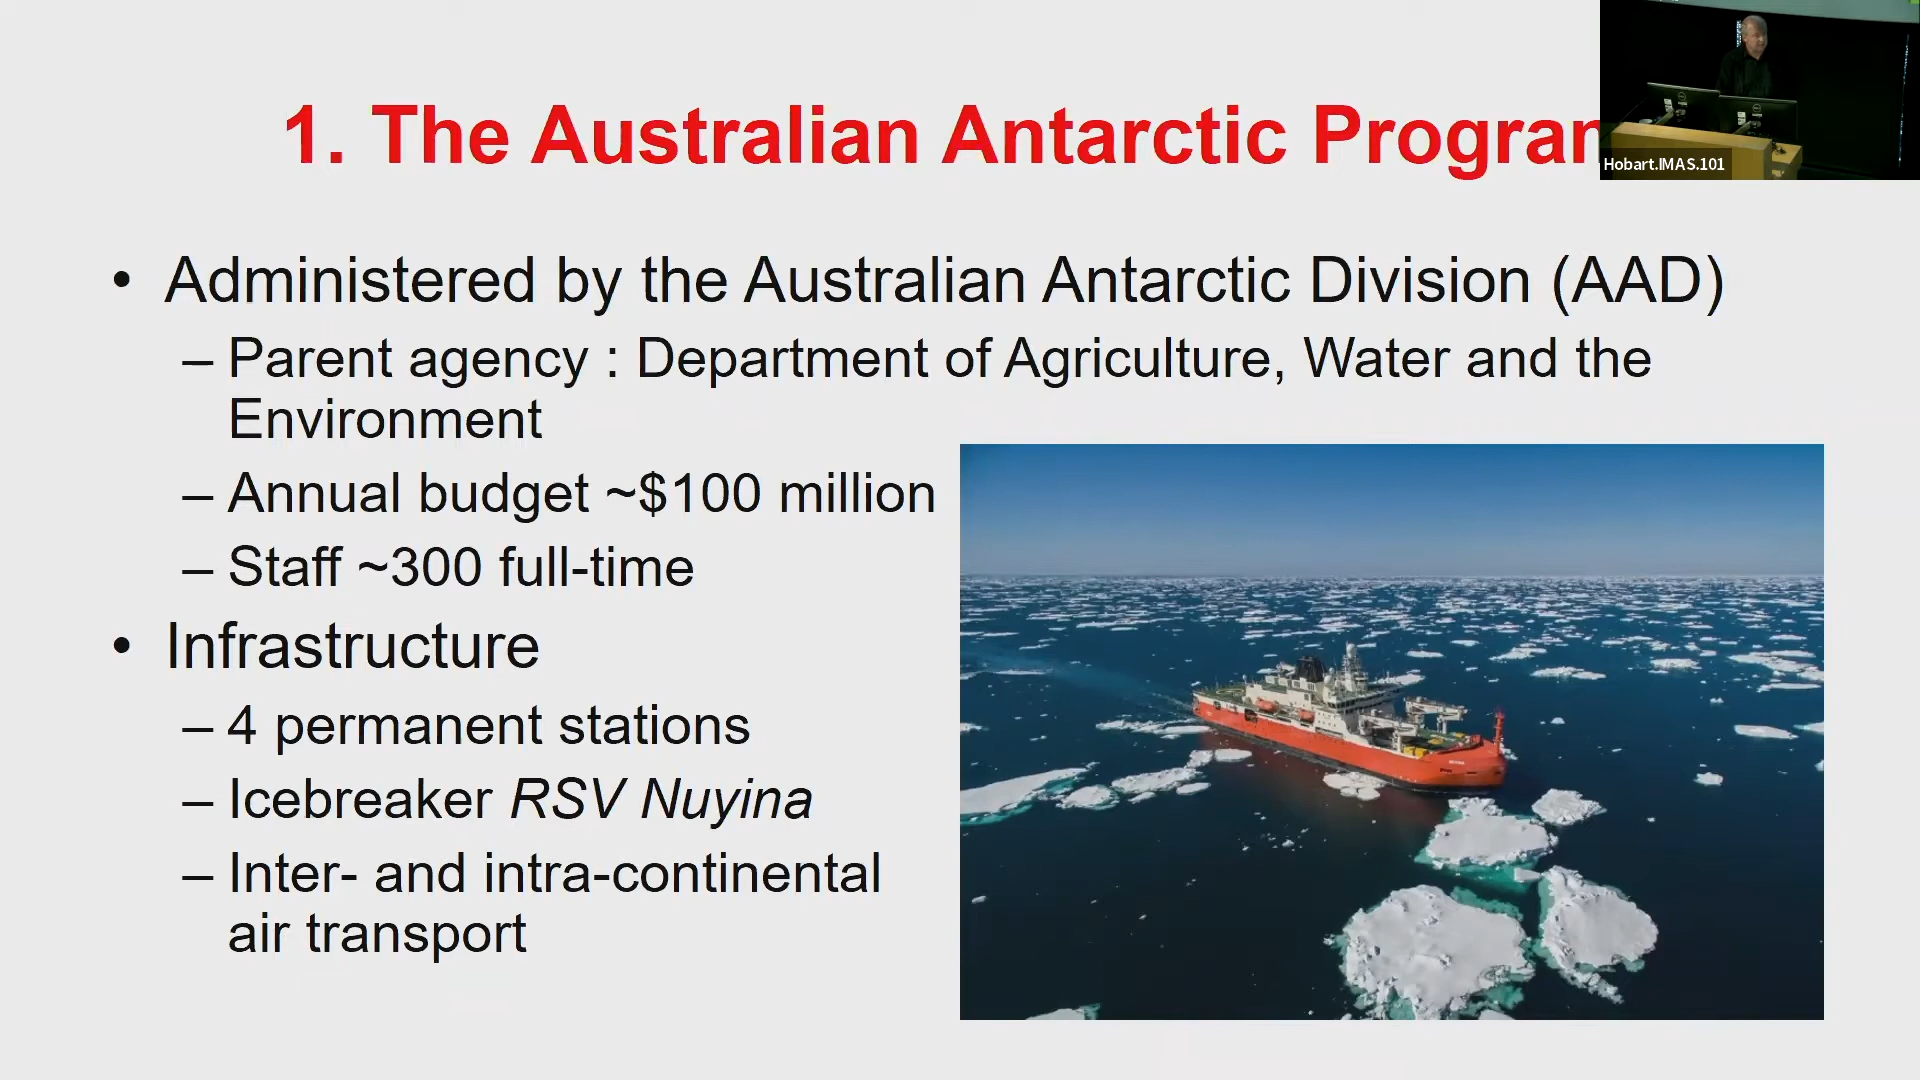 1. The Australian Antarctic Progra
Hobart.IMAS.101
• Administered by the Australian Antarctic Division (AAD)
– Parent agency : Department of Agriculture, Water and the
Environment
– Annual budget ~$100 million
– Staff ~300 full-time
• Infrastructure
– 4 permanent stations
– Icebreaker RSV Nuyina
– Inter- and intra-continental
air transport